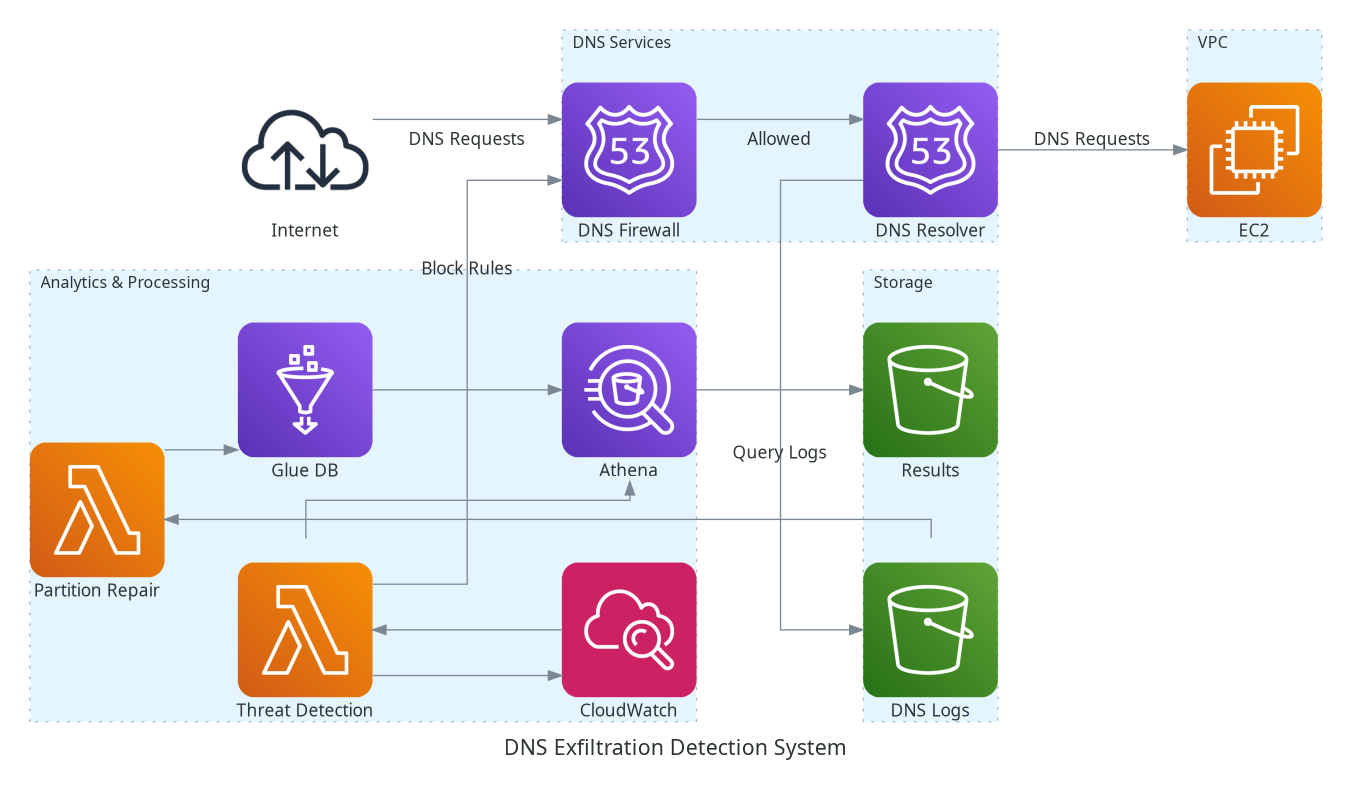 DNS Services
VPC
DNS Requests
Allowed
DNS Requests
53
53
Internet
DNS Firewall
DNS Resolver
EC2
Block Rules
Analytics & Processing
Storage
Query Logs
Glue DB
Athena
Results
Partition Repair
Threat Detection
CloudWatch
DNS Logs
DNS Exfiltration Detection System